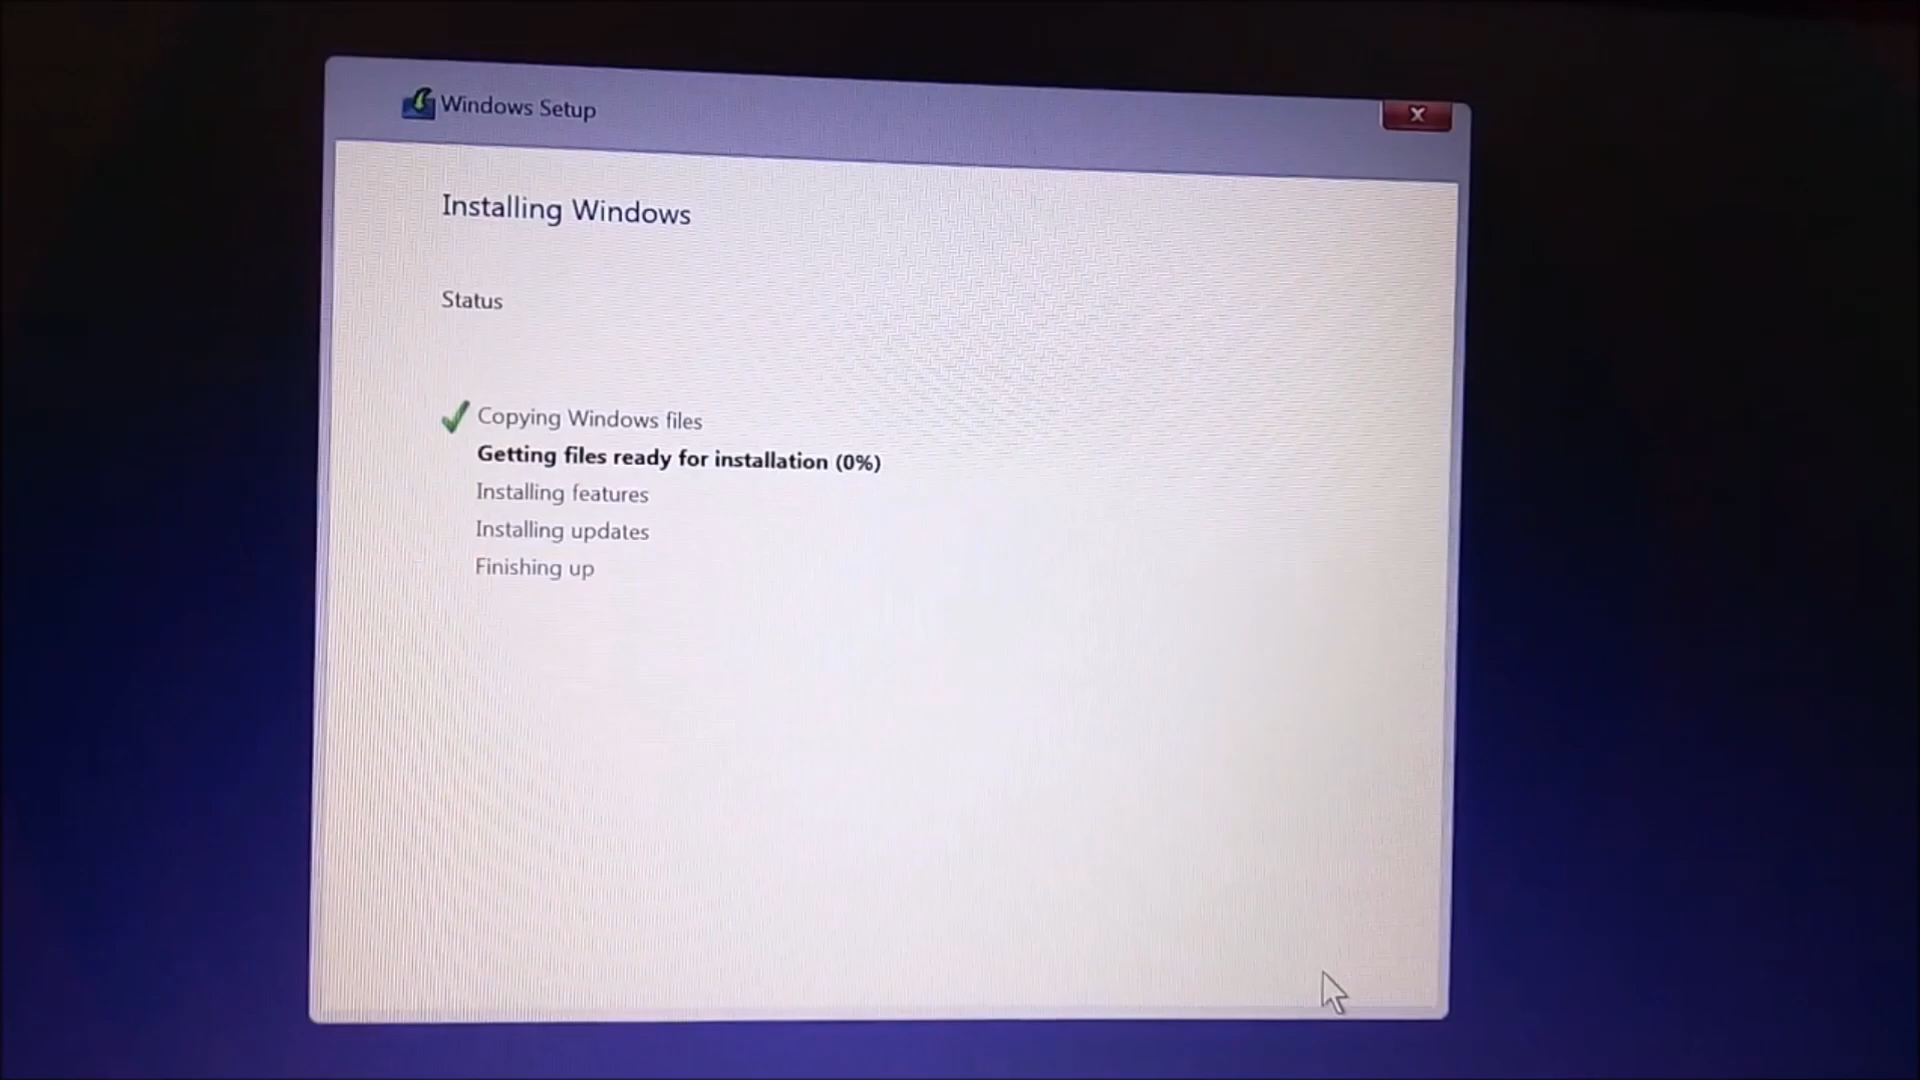 Windows Setup
Installing Windows
Status
Copying Windows files
Getting files ready for installation (0%)
Installing features
Installing updates
Finishing up